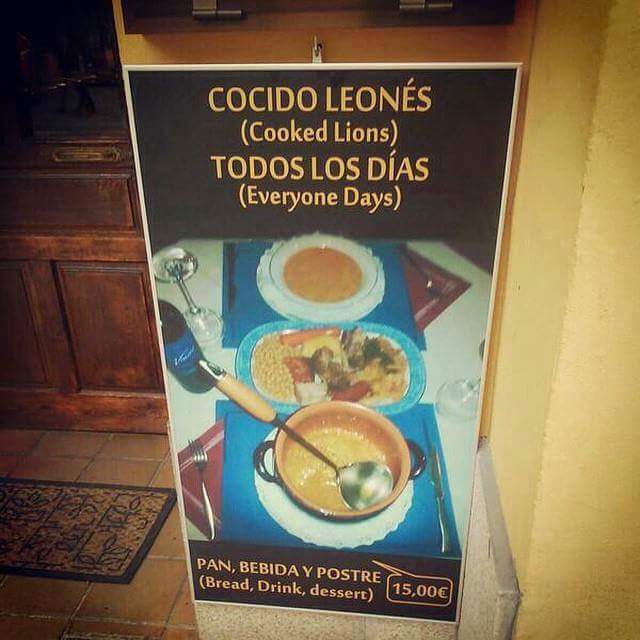 COCIDO LEONÉS
(Cooked Lions)
TODOS LOS DÍAS
(Everyone Days)
PAN, BEBIDA Y POSTRE
(Bread, Drink, dessert)
15,00€